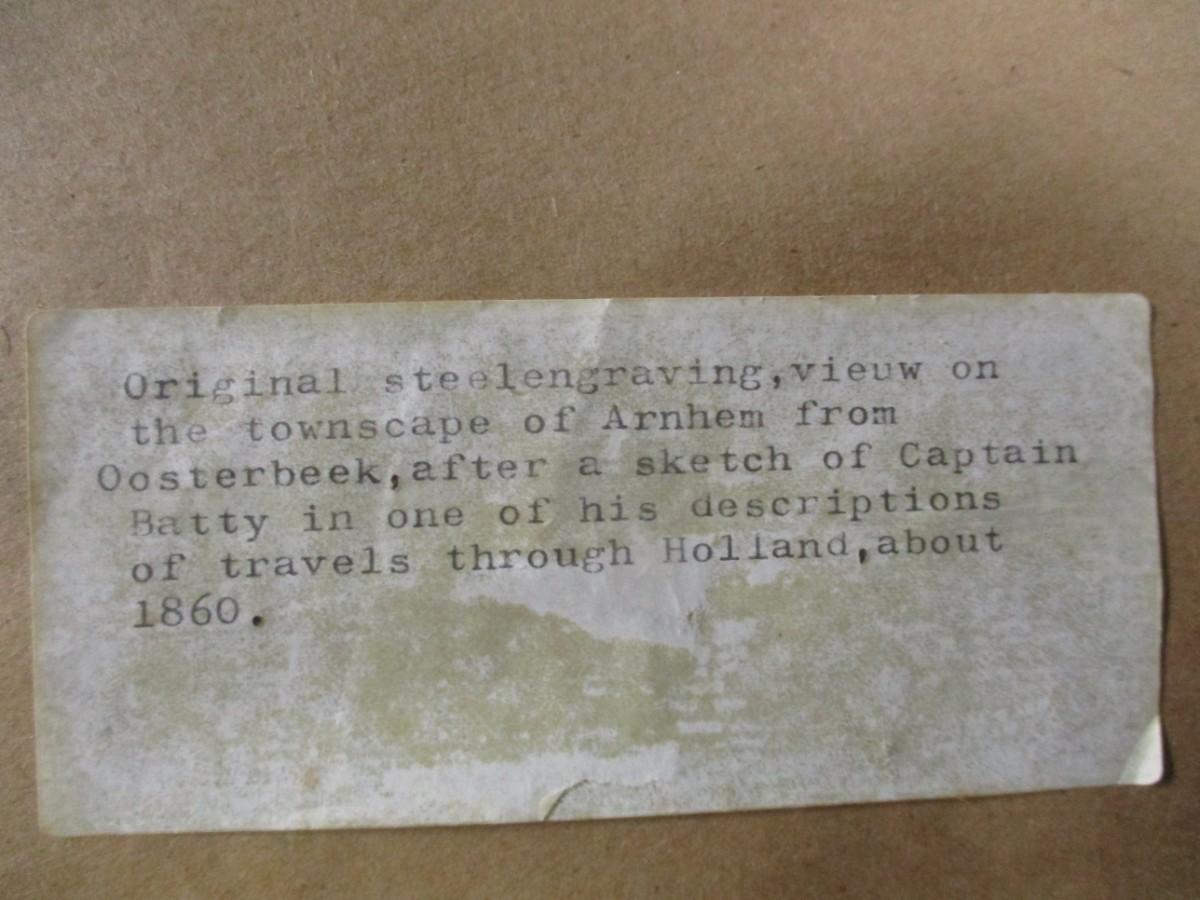 Original steelengraving,vieuw on
the townscape of Arnhem from
Oosterbeek,after a sketch of Captain
Batty in one of his descriptions
of travels through Holland,about
1860.